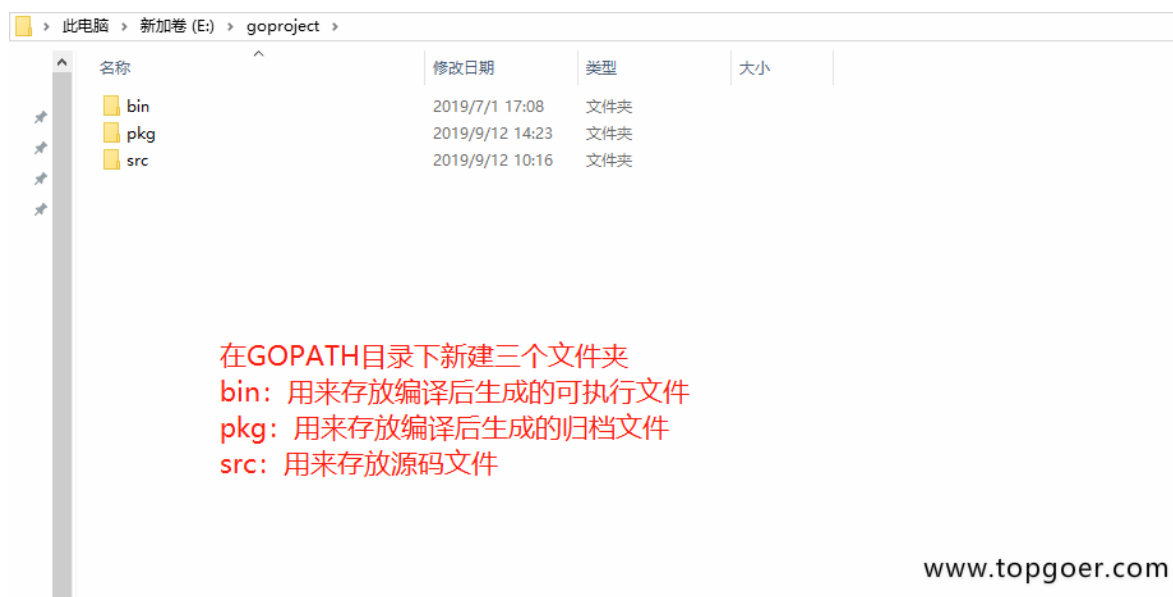 此电脑 › 新加卷 (E:) › goproject ›
名称 修改日期 类型 大小
bin 2019/7/1 17:08 文件夹
pkg 2019/9/12 14:23 文件夹
src 2019/9/12 10:16 文件夹
在GOPATH目录下新建三个文件夹
bin：用来存放编译后生成的可执行文件
pkg：用来存放编译后生成的归档文件
src：用来存放源码文件
www.topgoer.com